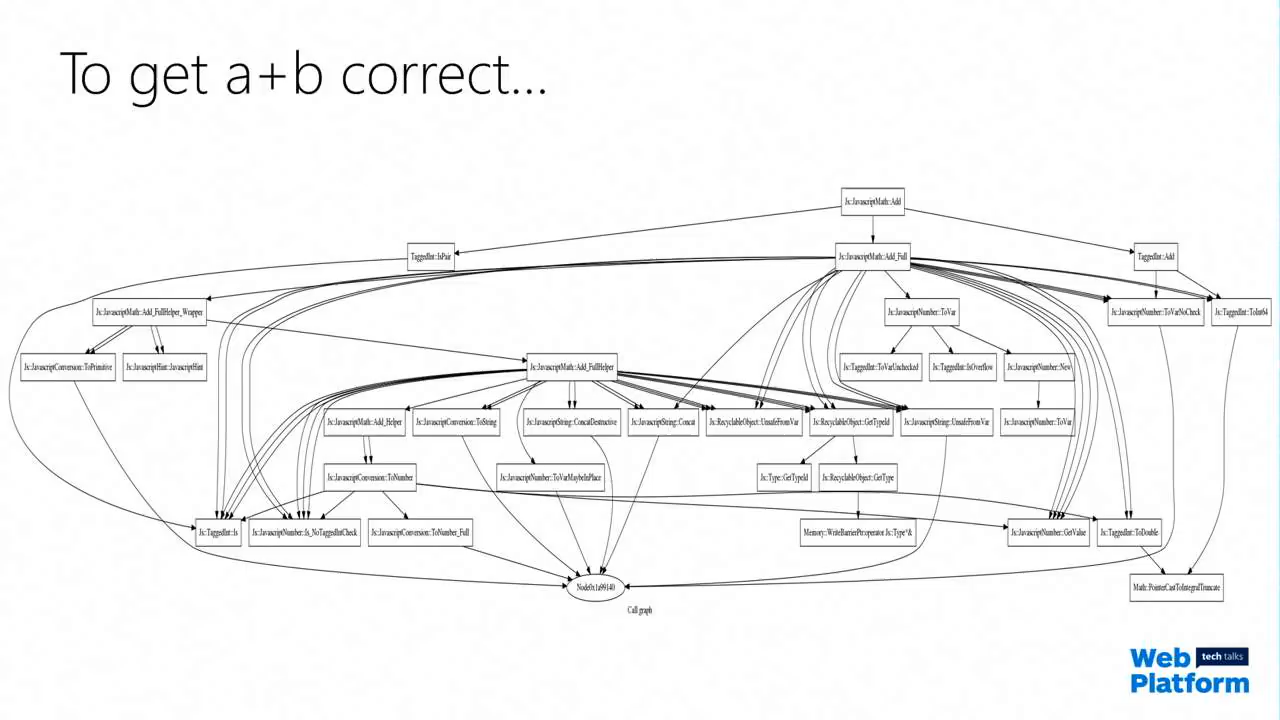 To get a+b correct...
Js::JavascriptMath::Add
TaggedInt::IsPair
Js::JavascriptMath::Add_Full
TaggedInt::Add
Js::JavascriptMath::Add_FullHelper_Wrapper
Js::JavascriptNumber::ToVar
Js::JavascriptNumber::ToVarNoCheck
Js::TaggedInt::ToInt64
Js::JavascriptConversion::ToPrimitive
Js::JavascriptHint::JavascriptHint
Js::JavascriptMath::Add_FullHelper
Js::TaggedInt::ToVarUnchecked
Js::TaggedInt::IsOverflow
Js::JavascriptNumber::New
Js::JavascriptMath::Add_Helper
Js::JavascriptConversion::ToString
Js::JavascriptString::ConcatDestructive
Js::JavascriptString::Concat
Js::RecyclableObject::UnsafeFromVar
Js::RecyclableObject::GetTypeId
Js::JavascriptString::UnsafeFromVar
Js::JavascriptNumber::ToVar
Js::JavascriptConversion::ToNumber
Js::JavascriptNumber::ToVarMaybeInPlace
Js::Type::GetTypeId
Js::RecyclableObject::GetType
Js::TaggedInt::Is
Js::JavascriptNumber::Is_NoTaggedIntCheck
Js::JavascriptConversion::ToNumber_Full
Memory::WriteBarrierPtr::operator Js::Type*&
Js::JavascriptNumber::GetValue
Js::TaggedInt::ToDouble
Node0x1a99140
Math::PointerCastToIntegralTruncate
Call graph
Web tech talks
Platform